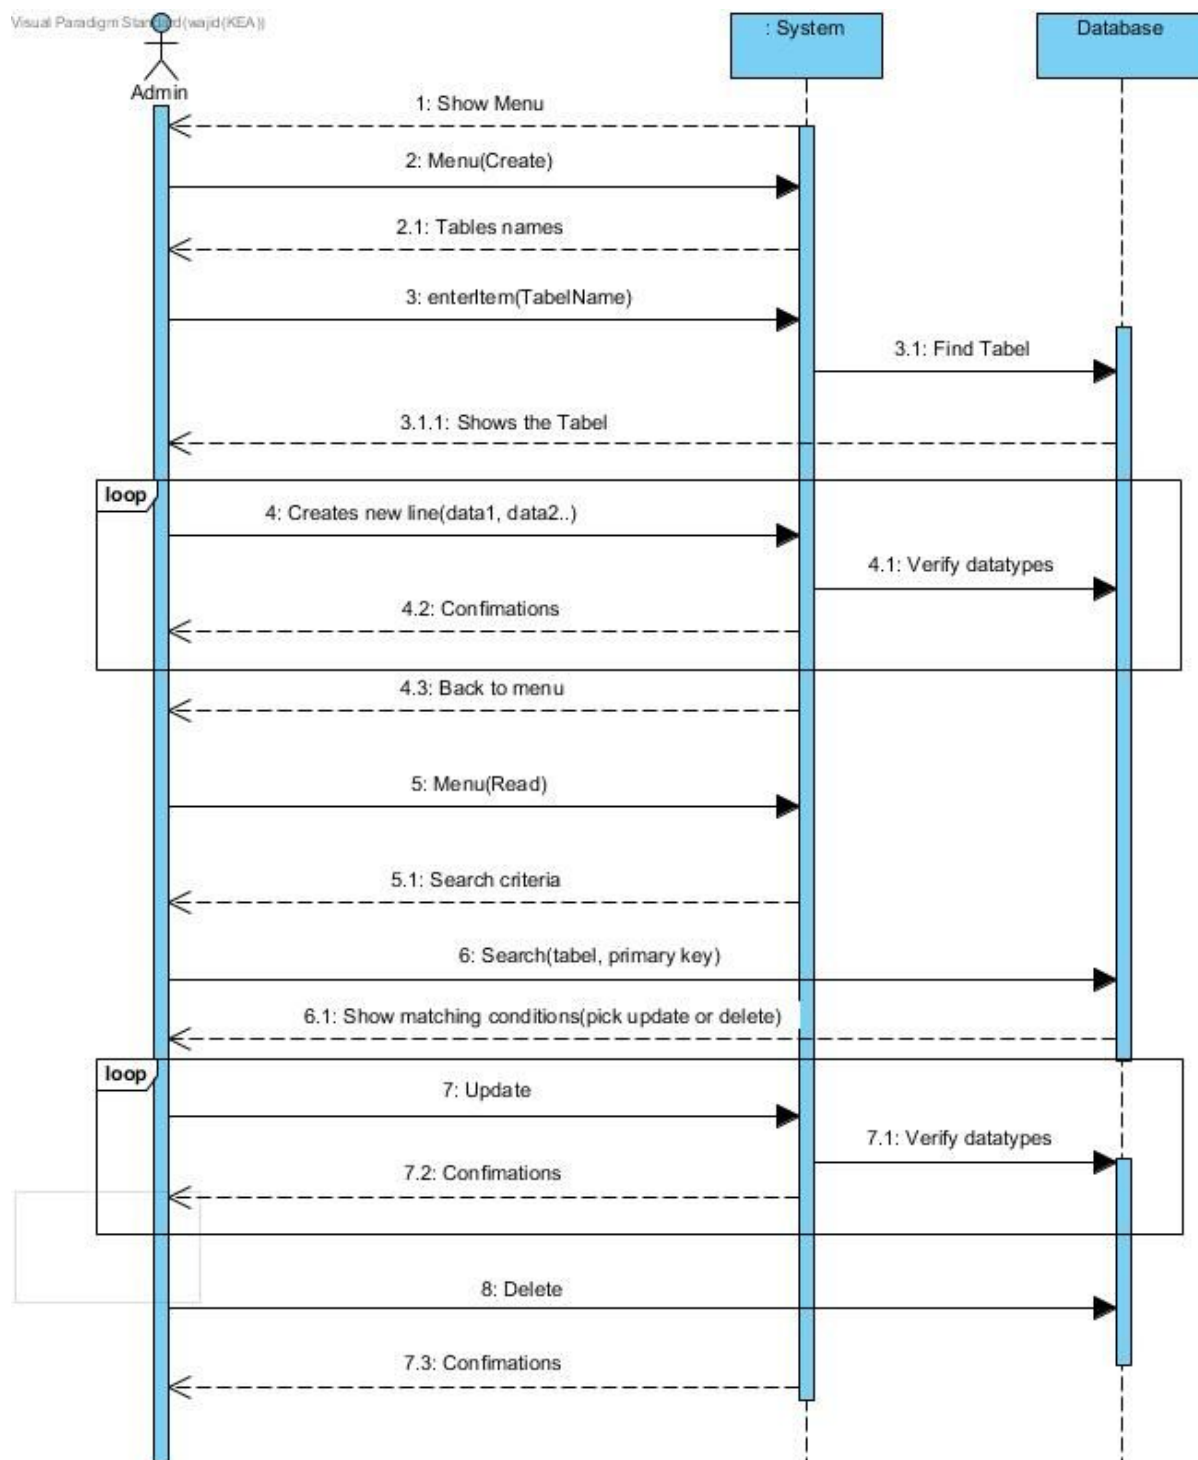 Visual Paradigm Standard(wajid(KEA))
: System
Database
Admin
1: Show Menu
2: Menu(Create)
2.1: Tables names
3: enterItem(TabelName)
3.1: Find Tabel
3.1.1: Shows the Tabel
loop
4: Creates new line(data1, data2..)
4.1: Verify datatypes
4.2: Confimations
4.3: Back to menu
5: Menu(Read)
5.1: Search criteria
6: Search(tabel, primary key)
6.1: Show matching conditions(pick update or delete)
loop
7: Update
7.1: Verify datatypes
7.2: Confimations
8: Delete
7.3: Confimations